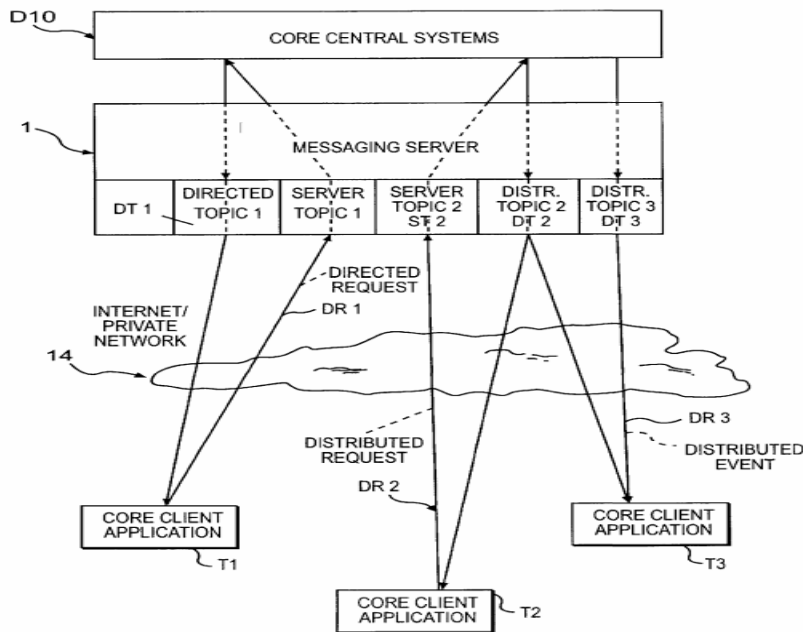 D10
CORE CENTRAL SYSTEMS
1
MESSAGING SERVER
DT 1
DIRECTED
TOPIC 1
SERVER
TOPIC 1
SERVER
TOPIC 2
ST 2
DISTR.
TOPIC 2
DT 2
DISTR.
TOPIC 3
DT 3
DIRECTED
REQUEST
DR 1
INTERNET/
PRIVATE
NETWORK
14
DISTRIBUTED
REQUEST
DR 2
DR 3
DISTRIBUTED
EVENT
CORE CLIENT
APPLICATION
T1
CORE CLIENT
APPLICATION
T3
CORE CLIENT
APPLICATION
T2